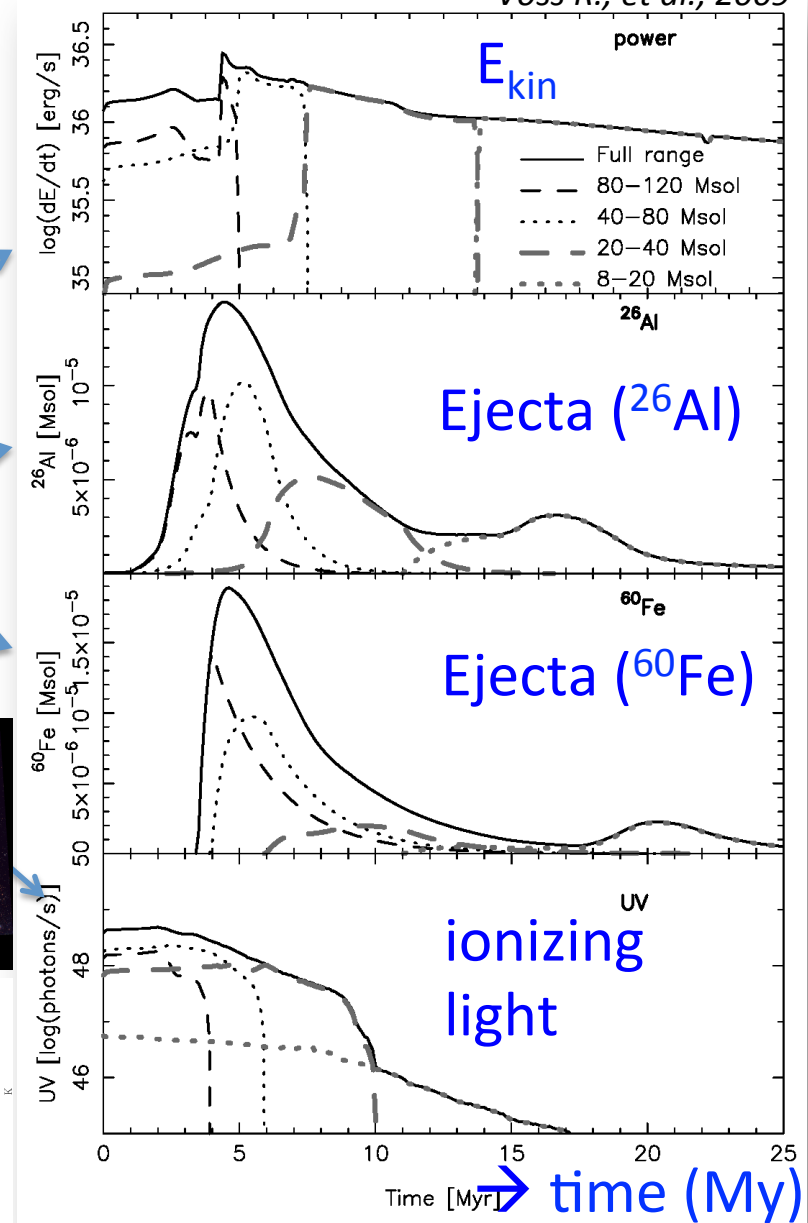 Voss R., et al., 2009
power
E_kin
log(dE/dt) [erg/s]
36.5
36
35.5
35
Full range
80–120 Msol
40–80 Msol
20–40 Msol
8–20 Msol
²⁶Al
Ejecta (²⁶Al)
²⁶Al [Msol]
10⁻⁵
5×10⁻⁶
⁶⁰Fe
Ejecta (⁶⁰Fe)
⁶⁰Fe [Msol]
1.5×10⁻⁵
10⁻⁵
5×10⁻⁶
50
UV
ionizing
light
UV [log(photons/s)]
48
46
K
0 5 10 15 20 25
Time [Myr] → time (My)